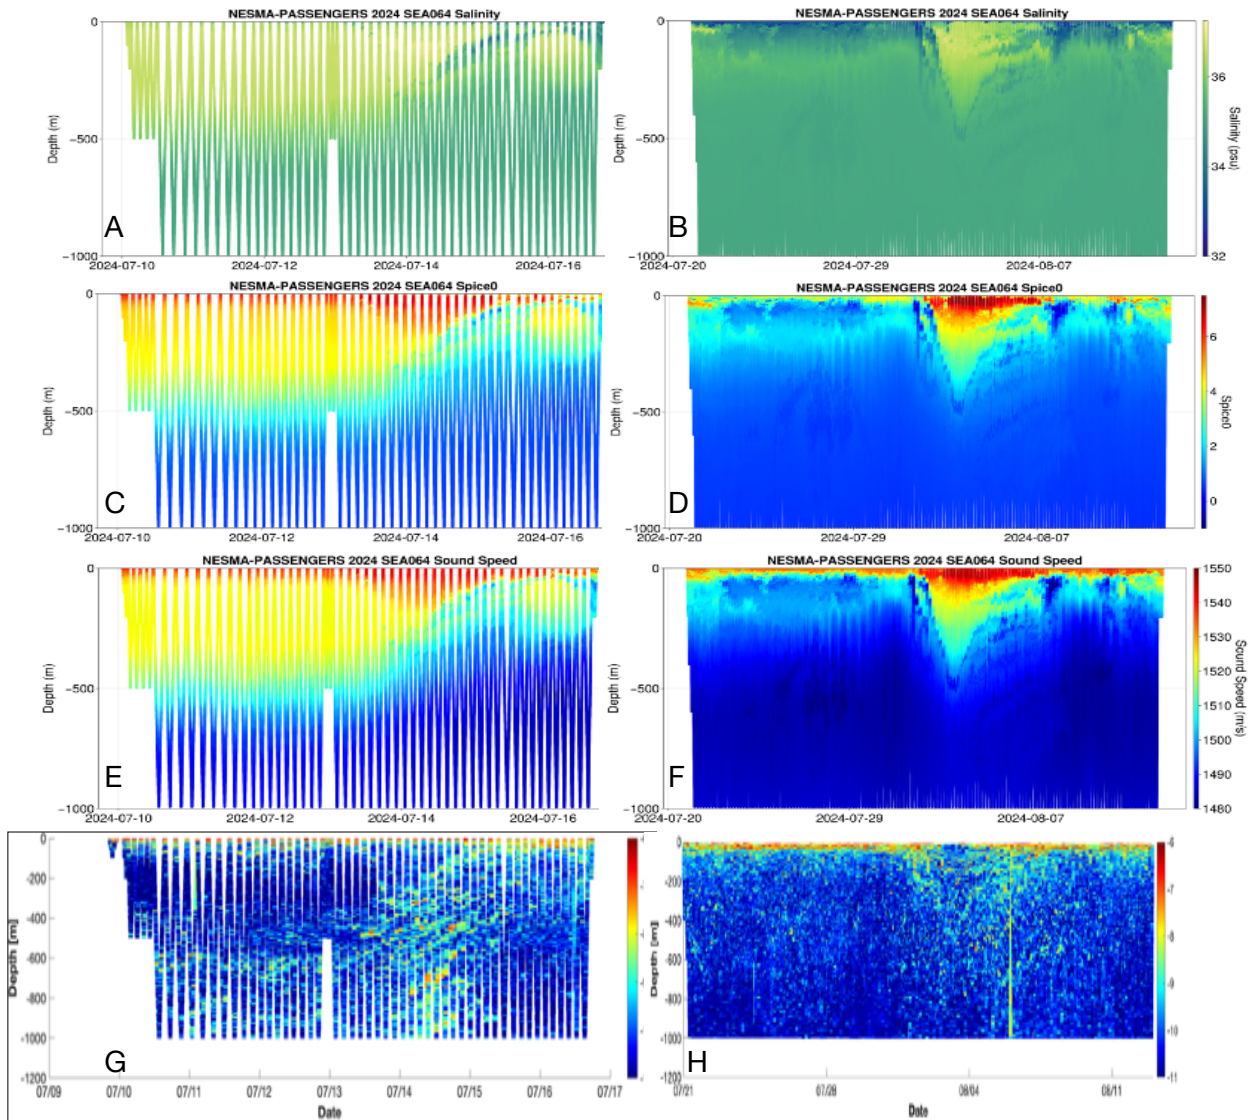 NESMA-PASSENGERS 2024 SEA064 Salinity
0
−500
−1000
Depth (m)
A
2024-07-10 2024-07-12 2024-07-14 2024-07-16
NESMA-PASSENGERS 2024 SEA064 Salinity
0
−500
−1000
Depth (m)
B
2024-07-20 2024-07-29 2024-08-07
36
34
32
Salinity (psu)
NESMA-PASSENGERS 2024 SEA064 Spice0
0
−500
−1000
Depth (m)
C
2024-07-10 2024-07-12 2024-07-14 2024-07-16
NESMA-PASSENGERS 2024 SEA064 Spice0
0
−500
−1000
Depth (m)
D
2024-07-20 2024-07-29 2024-08-07
6
4
2
0
Spice0
NESMA-PASSENGERS 2024 SEA064 Sound Speed
0
−500
−1000
Depth (m)
E
2024-07-10 2024-07-12 2024-07-14 2024-07-16
NESMA-PASSENGERS 2024 SEA064 Sound Speed
0
−500
−1000
Depth (m)
F
2024-07-20 2024-07-29 2024-08-07
1550
1540
1530
1520
1510
1500
1490
1480
Sound Speed (m/s)
0
-200
-400
-600
-800
-1000
-1200
Depth [m]
G
07/09 07/10 07/11 07/12 07/13 07/14 07/15 07/16 07/17
Date
0
-200
-400
-600
-800
-1000
-1200
Depth [m]
H
07/21 07/28 08/04 08/11
Date
-6
-7
-8
-9
-10
-11